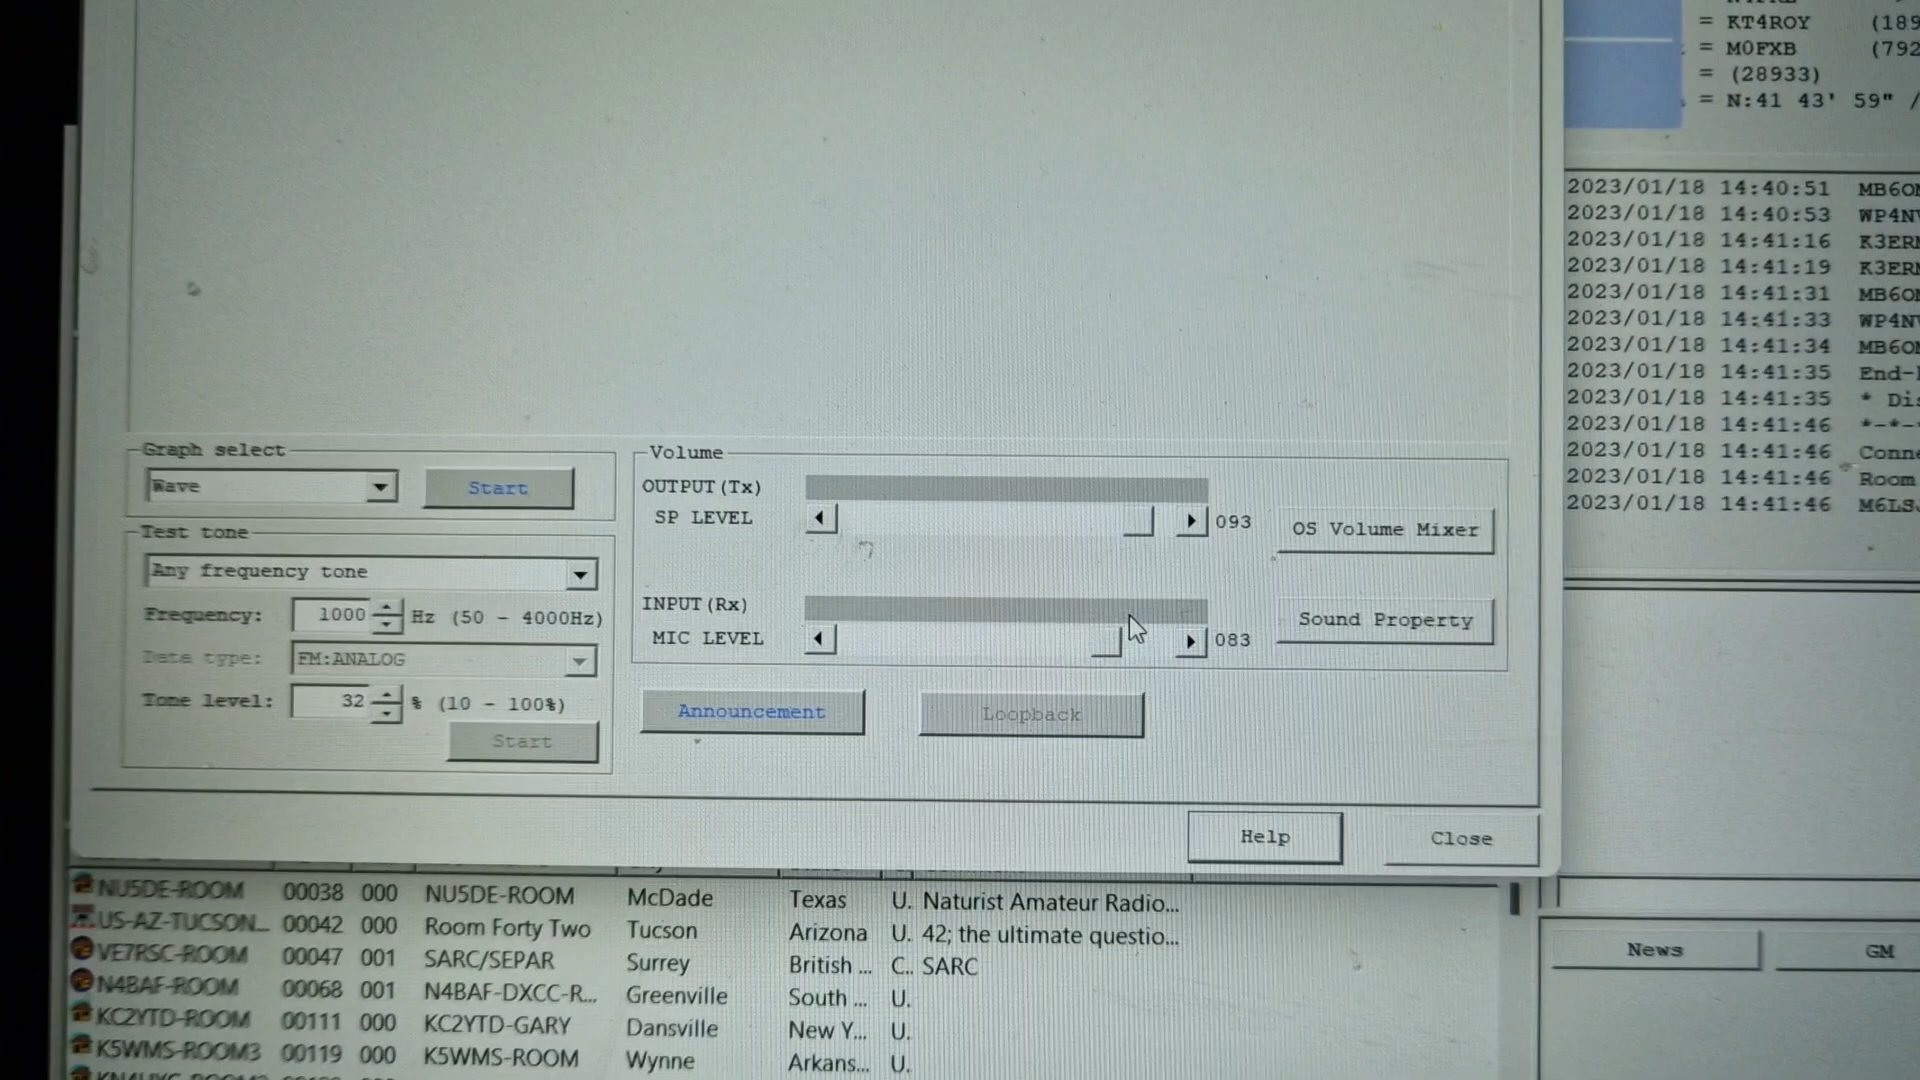 = KT4ROY (189
= M0FXB (792
= (28933)
= N:41 43' 59" /
2023/01/18 14:40:51 MB6O
2023/01/18 14:40:53 WP4N
2023/01/18 14:41:16 K3ER
2023/01/18 14:41:19 K3ER
2023/01/18 14:41:31 MB6O
2023/01/18 14:41:33 WP4N
2023/01/18 14:41:34 MB6O
2023/01/18 14:41:35 End-
2023/01/18 14:41:35 * Di
2023/01/18 14:41:46 *-*-
2023/01/18 14:41:46 Conne
2023/01/18 14:41:46 Room
2023/01/18 14:41:46 M6LS
Graph select
Wave
Start
Test tone
Any frequency tone
Frequency: 1000 Hz (50 - 4000Hz)
Data type: FM:ANALOG
Tone level: 32 % (10 - 100%)
Start
Volume
OUTPUT(Tx)
SP LEVEL 093
OS Volume Mixer
INPUT(Rx)
MIC LEVEL 083
Sound Property
Announcement
Loopback
Help
Close
NU5DE-ROOM 00038 000 NU5DE-ROOM McDade Texas U. Naturist Amateur Radio...
US-AZ-TUCSON... 00042 000 Room Forty Two Tucson Arizona U. 42; the ultimate questio...
VE7RSC-ROOM 00047 001 SARC/SEPAR Surrey British ... C.. SARC
N4BAF-ROOM 00068 001 N4BAF-DXCC-R... Greenville South ... U.
KC2YTD-ROOM 00111 000 KC2YTD-GARY Dansville New Y... U.
K5WMS-ROOM3 00119 000 K5WMS-ROOM Wynne Arkans... U.
News
GM